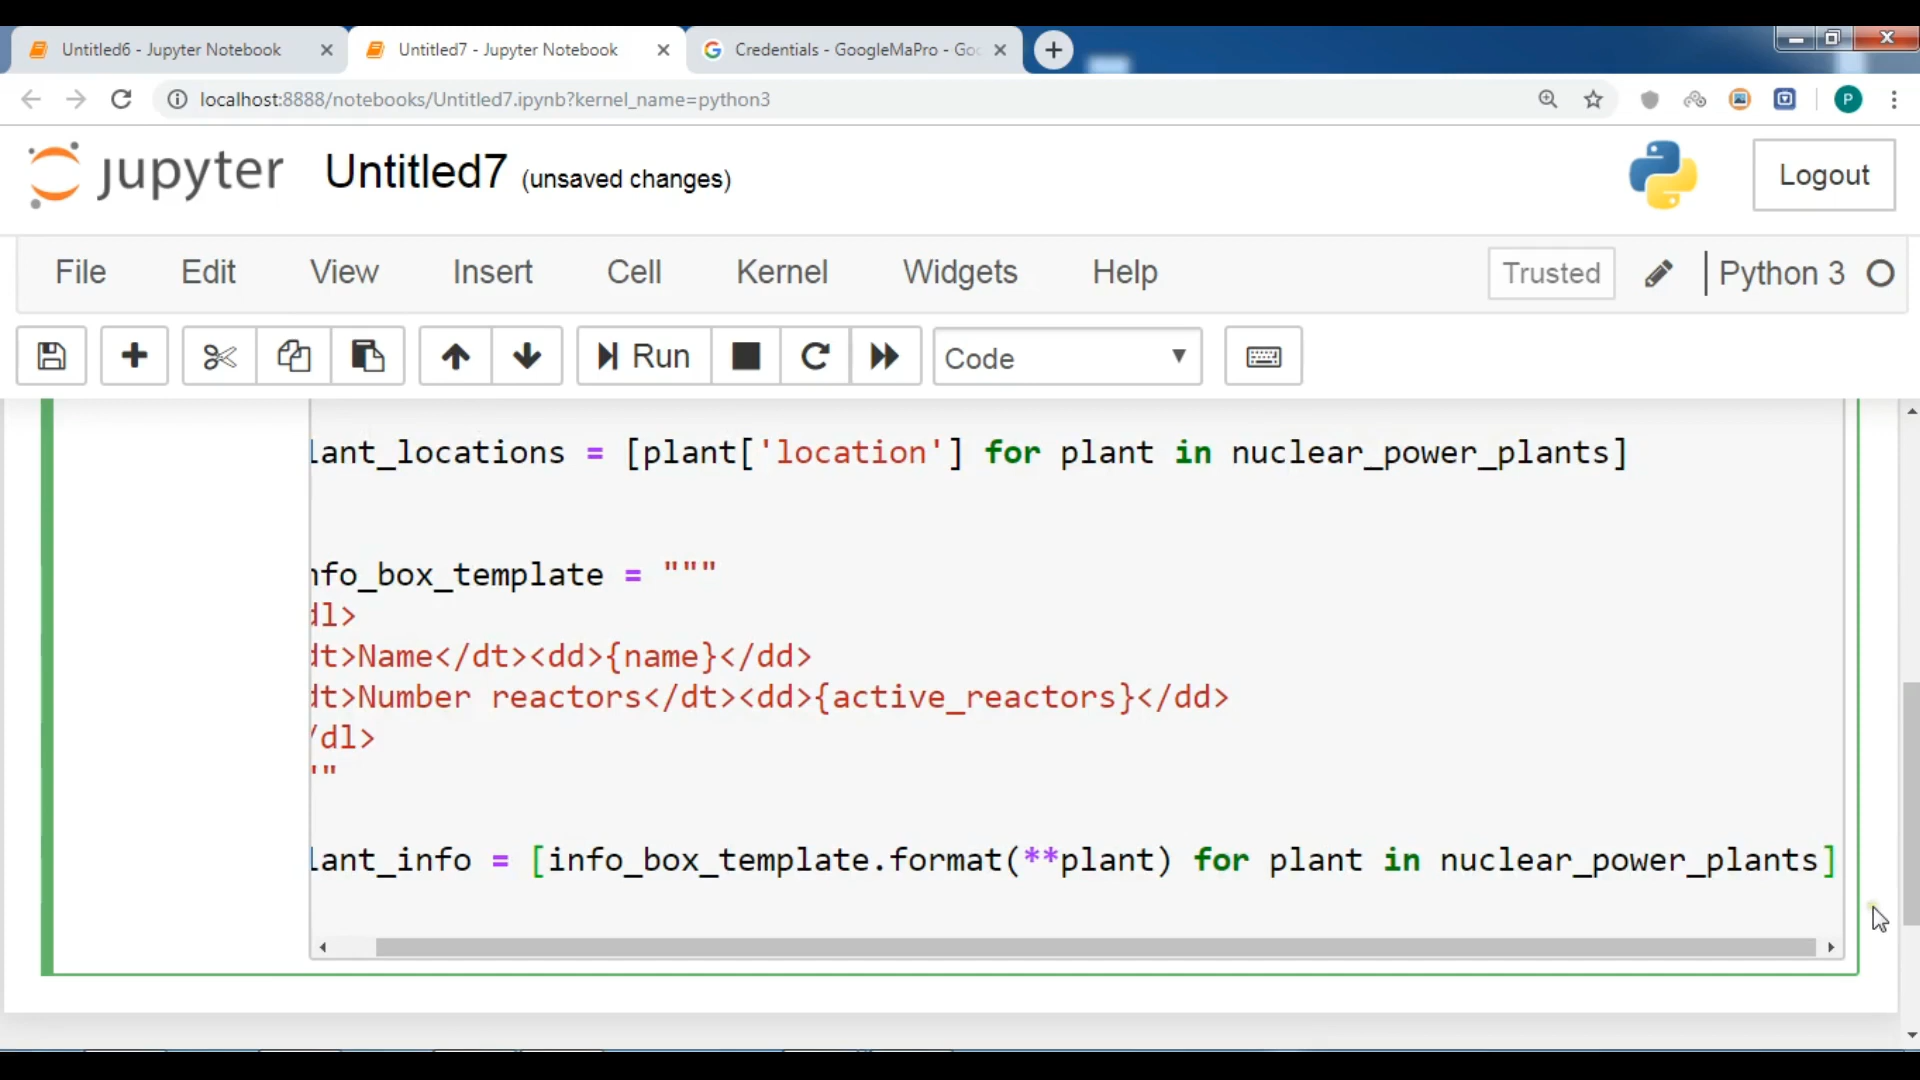 Untitled6 - Jupyter Notebook
Untitled7 - Jupyter Notebook
Credentials - GoogleMaPro - Goo
localhost:8888/notebooks/Untitled7.ipynb?kernel_name=python3
P
jupyter Untitled7 (unsaved changes)
Logout
File Edit View Insert Cell Kernel Widgets Help
Trusted
Python 3
Run
Code
lant_locations = [plant['location'] for plant in nuclear_power_plants]
nfo_box_template = """
dl>
dt>Name</dt><dd>{name}</dd>
dt>Number reactors</dt><dd>{active_reactors}</dd>
/dl>
""
lant_info = [info_box_template.format(**plant) for plant in nuclear_power_plants]